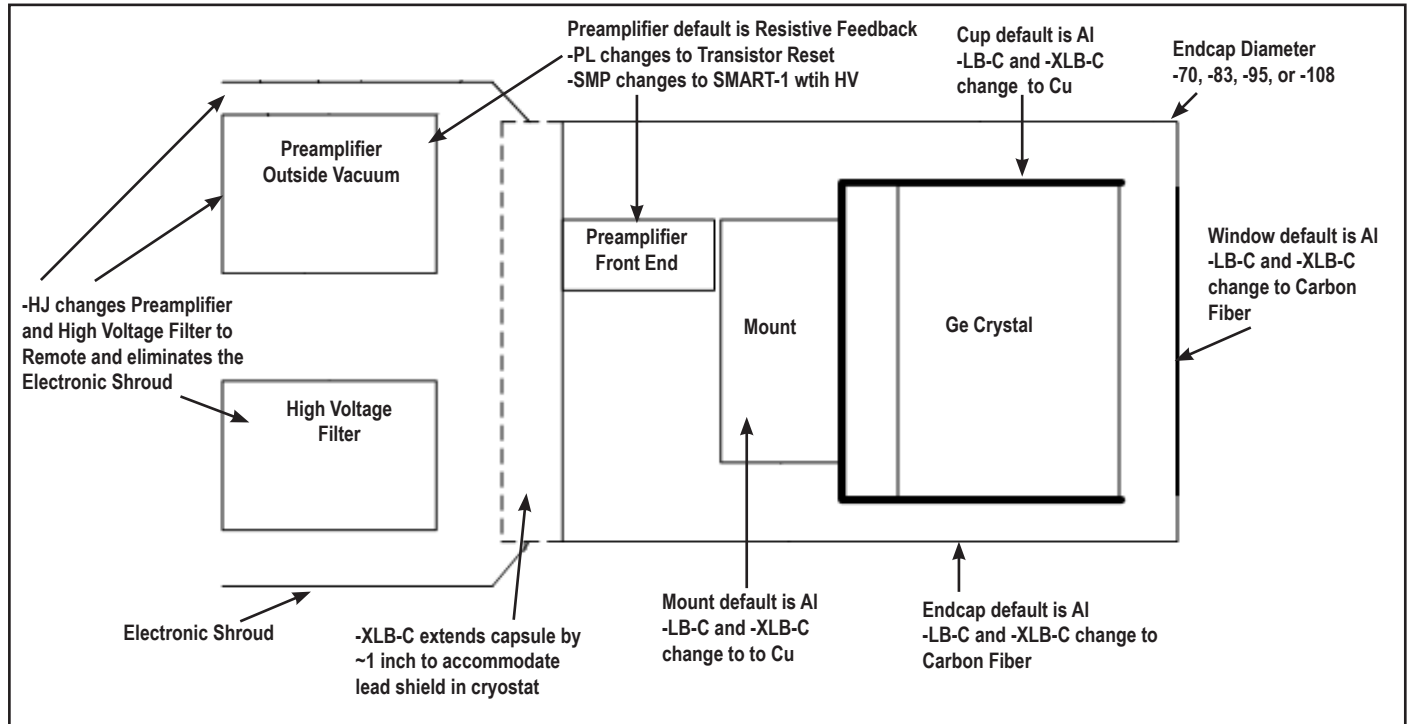 Preamplifier default is Resistive Feedback
-PL changes to Transistor Reset
-SMP changes to SMART-1 wtih HV
Cup default is Al
-LB-C and -XLB-C
change to Cu
Endcap Diameter
-70, -83, -95, or -108
Preamplifier
Outside Vacuum
Preamplifier
Front End
Mount
Ge Crystal
Window default is Al
-LB-C and -XLB-C
change to Carbon
Fiber
-HJ changes Preamplifier
and High Voltage Filter to
Remote and eliminates the
Electronic Shroud
High Voltage
Filter
Electronic Shroud
-XLB-C extends capsule by
~1 inch to accommodate
lead shield in cryostat
Mount default is Al
-LB-C and -XLB-C
change to to Cu
Endcap default is Al
-LB-C and -XLB-C change to
Carbon Fiber